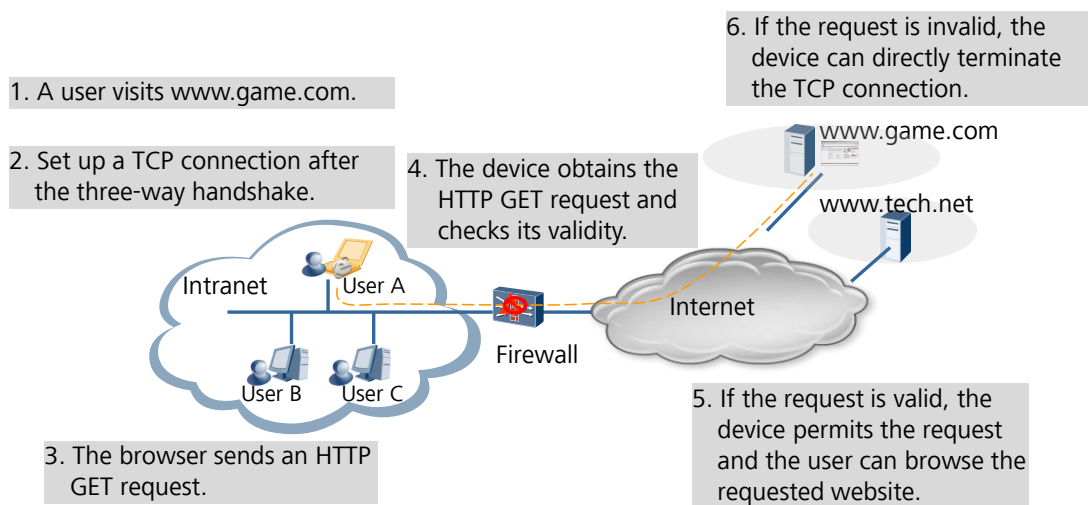 1. A user visits www.game.com.
2. Set up a TCP connection after
the three-way handshake.
3. The browser sends an HTTP
GET request.
4. The device obtains the
HTTP GET request and
checks its validity.
5. If the request is valid, the
device permits the request
and the user can browse the
requested website.
6. If the request is invalid, the
device can directly terminate
the TCP connection.
www.game.com
www.tech.net
Intranet
User A
User B
User C
Firewall
Internet